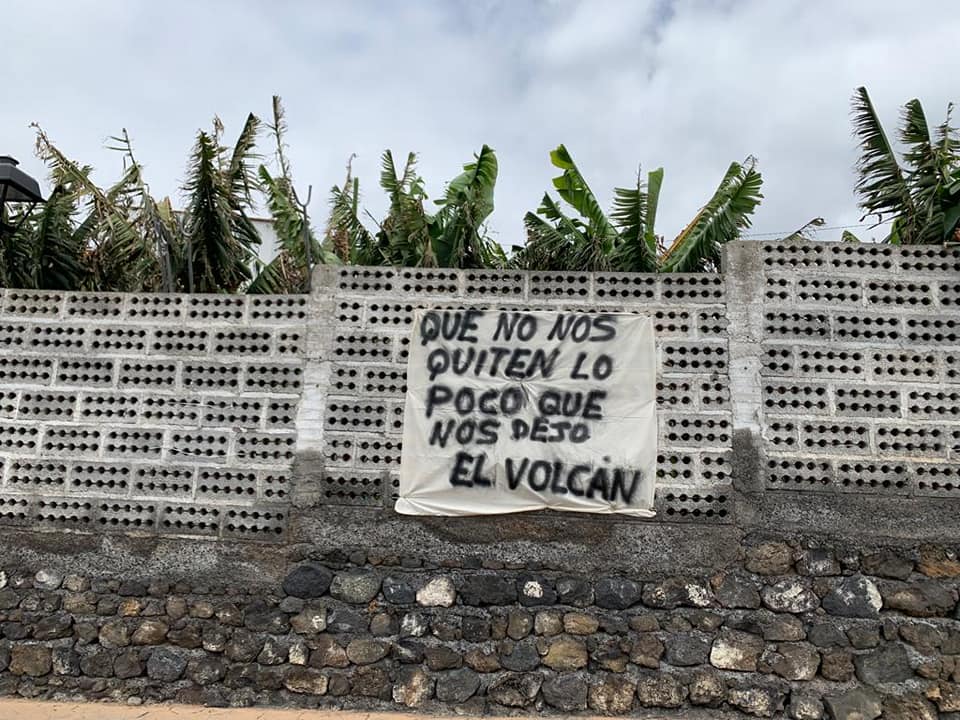 QUE NO NOS
QUITEN LO
POCO QUE
NOS DEJO
EL VOLCÁN